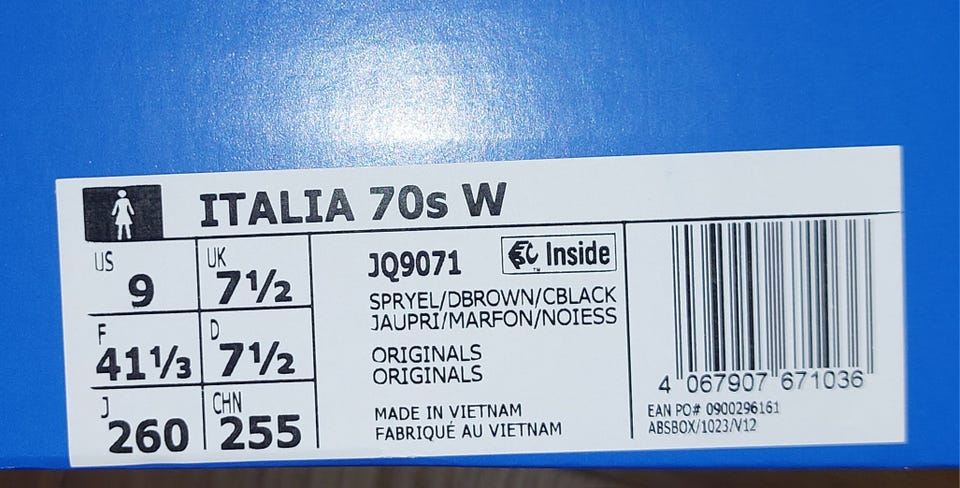 ITALIA 70s W
US 9
UK 7½
F 41⅓
D 7½
J 260
CHN 255
JQ9071
Inside
™
SPRYEL/DBROWN/CBLACK
JAUPRI/MARFON/NOIESS
ORIGINALS
ORIGINALS
MADE IN VIETNAM
FABRIQUÉ AU VIETNAM
4 067907 671036
EAN PO# 0900296161
ABSBOX/1023/V12